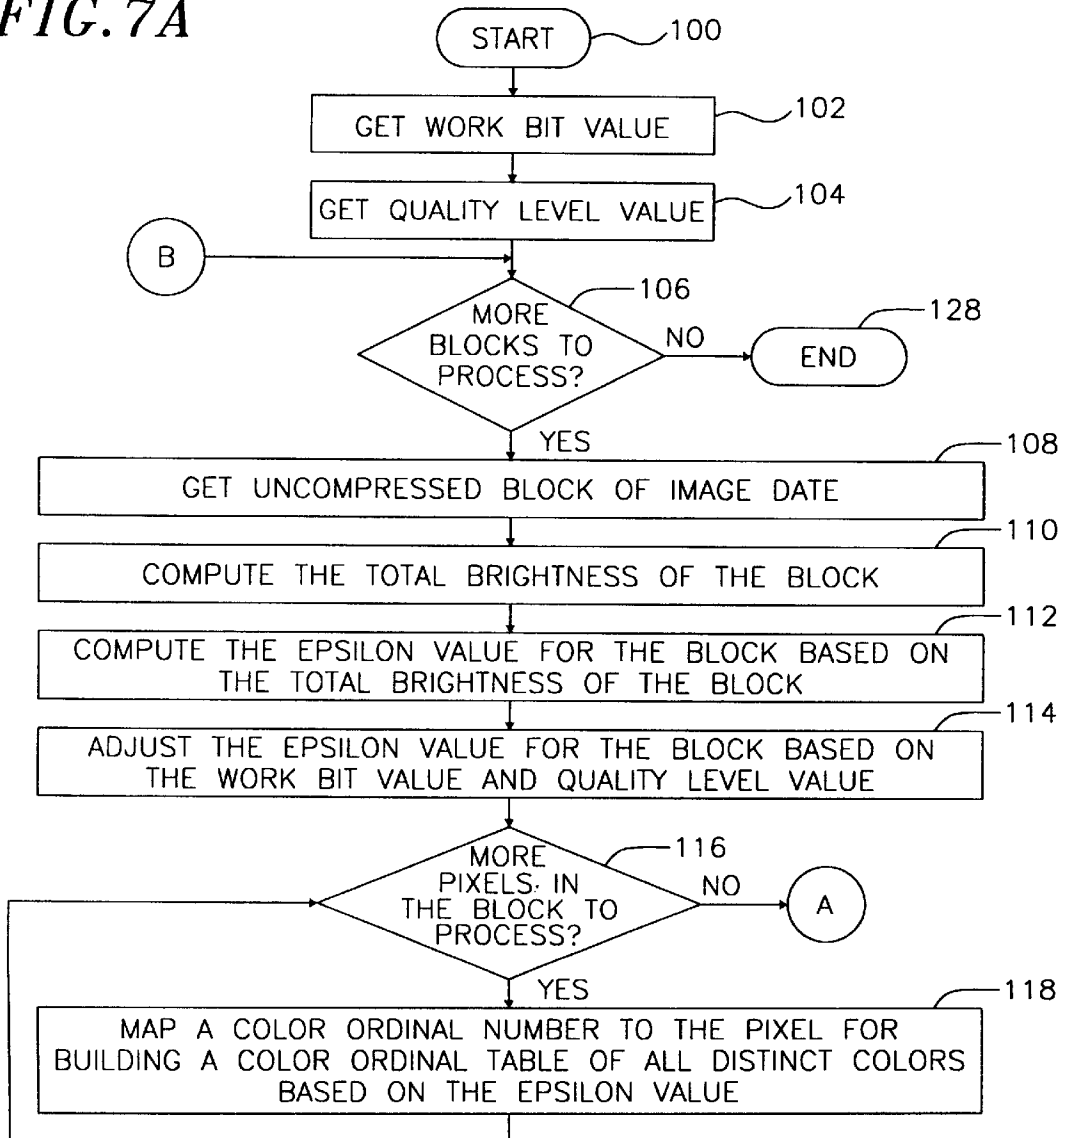 FIG. 7A
START
100
GET WORK BIT VALUE
102
GET QUALITY LEVEL VALUE
104
B
MORE
BLOCKS TO
PROCESS?
106
NO
END
128
YES
108
GET UNCOMPRESSED BLOCK OF IMAGE DATE
110
COMPUTE THE TOTAL BRIGHTNESS OF THE BLOCK
112
COMPUTE THE EPSILON VALUE FOR THE BLOCK BASED ON
THE TOTAL BRIGHTNESS OF THE BLOCK
114
ADJUST THE EPSILON VALUE FOR THE BLOCK BASED ON
THE WORK BIT VALUE AND QUALITY LEVEL VALUE
MORE
PIXELS IN
THE BLOCK TO
PROCESS?
116
NO
A
YES
118
MAP A COLOR ORDINAL NUMBER TO THE PIXEL FOR
BUILDING A COLOR ORDINAL TABLE OF ALL DISTINCT COLORS
BASED ON THE EPSILON VALUE